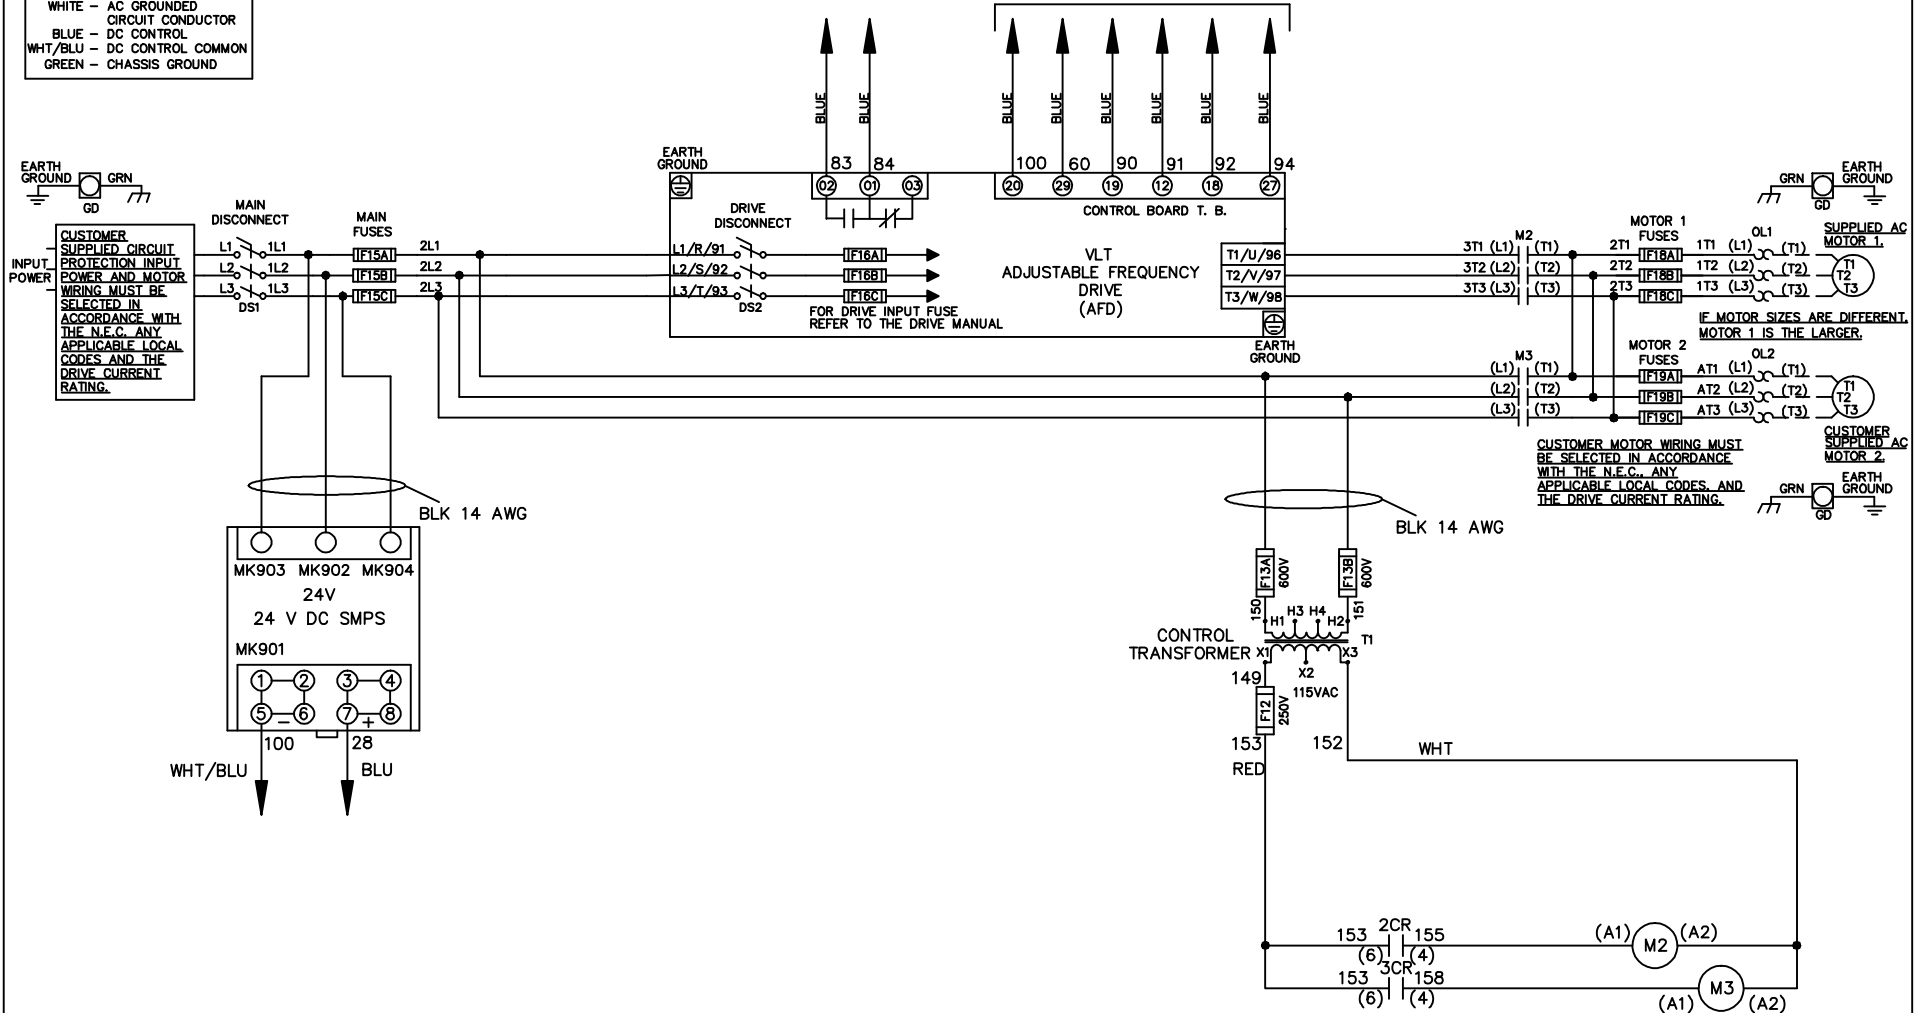 WHITE – AC GROUNDED
CIRCUIT CONDUCTOR
BLUE – DC CONTROL
WHT/BLU – DC CONTROL COMMON
GREEN – CHASSIS GROUND
BLUE
BLUE
BLUE
BLUE
BLUE
BLUE
BLUE
BLUE
83
84
100
60
90
91
92
94
EARTH
GROUND
02
01
03
20
29
19
12
18
27
CONTROL BOARD T. B.
EARTH
GROUND
GRN
GD
INPUT
POWER
CUSTOMER
SUPPLIED CIRCUIT
PROTECTION INPUT
POWER AND MOTOR
WIRING MUST BE
SELECTED IN
ACCORDANCE WITH
THE N.E.C. ANY
APPLICABLE LOCAL
CODES AND THE
DRIVE CURRENT
RATING.
MAIN
DISCONNECT
L1 1L1
L2 1L2
L3 1L3
DS1
MAIN
FUSES
F15A
F15B
F15C
2L1
2L2
2L3
DRIVE
DISCONNECT
L1/R/91
L2/S/92
L3/T/93
DS2
F16A
F16B
F16C
FOR DRIVE INPUT FUSE
REFER TO THE DRIVE MANUAL
VLT
ADJUSTABLE FREQUENCY
DRIVE
(AFD)
T1/U/96
T2/V/97
T3/W/98
EARTH
GROUND
M2
3T1 (L1) (T1)
3T2 (L2) (T2)
3T3 (L3) (T3)
MOTOR 1
FUSES
2T1 F18A 1T1 (L1) (T1)
2T2 F18B 1T2 (L2) (T2)
2T3 F18C 1T3 (L3) (T3)
OL1
GRN
GD
EARTH
GROUND
SUPPLIED AC
MOTOR 1.
T1
T2
T3
IF MOTOR SIZES ARE DIFFERENT,
MOTOR 1 IS THE LARGER.
M3
(L1) (T1)
(L2) (T2)
(L3) (T3)
MOTOR 2
FUSES
F19A AT1 (L1) (T1)
F19B AT2 (L2) (T2)
F19C AT3 (L3) (T3)
OL2
T1
T2
T3
CUSTOMER
SUPPLIED AC
MOTOR 2.
CUSTOMER MOTOR WIRING MUST
BE SELECTED IN ACCORDANCE
WITH THE N.E.C., ANY
APPLICABLE LOCAL CODES, AND
THE DRIVE CURRENT RATING.
GRN
GD
EARTH
GROUND
BLK 14 AWG
MK903 MK902 MK904
24V
24 V DC SMPS
MK901
1 2 3 4
5 – 6 7 + 8
100
28
WHT/BLU
BLU
BLK 14 AWG
F13A
600V
F13B
600V
150
151
H1 H3 H4 H2
T1
CONTROL
TRANSFORMER
X1
X2
X3
149
115VAC
F12
250V
153
152
RED
WHT
2CR
153 155
(6) (4)
(A1) M2 (A2)
3CR
153 158
(6) (4)
(A1) M3 (A2)